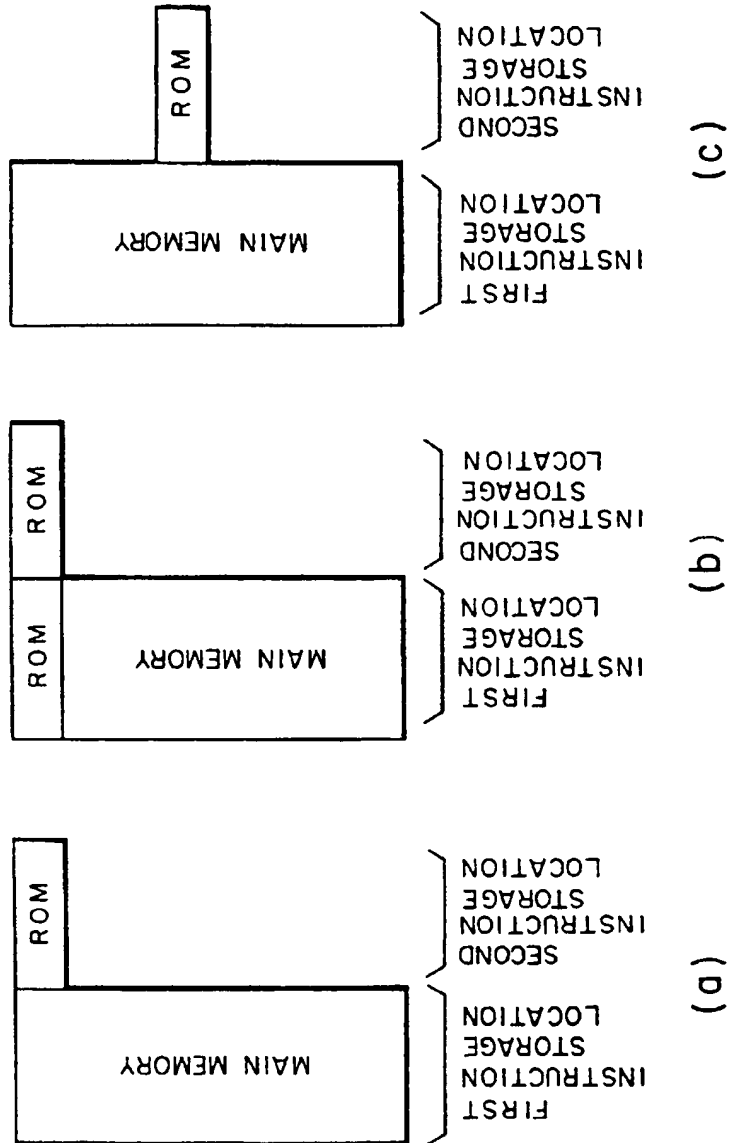 MAIN MEMORY
ROM
FIRST
INSTRUCTION
STORAGE
LOCATION
SECOND
INSTRUCTION
STORAGE
LOCATION
(a)
ROM
MAIN MEMORY
ROM
FIRST
INSTRUCTION
STORAGE
LOCATION
SECOND
INSTRUCTION
STORAGE
LOCATION
(b)
MAIN MEMORY
ROM
FIRST
INSTRUCTION
STORAGE
LOCATION
SECOND
INSTRUCTION
STORAGE
LOCATION
(c)